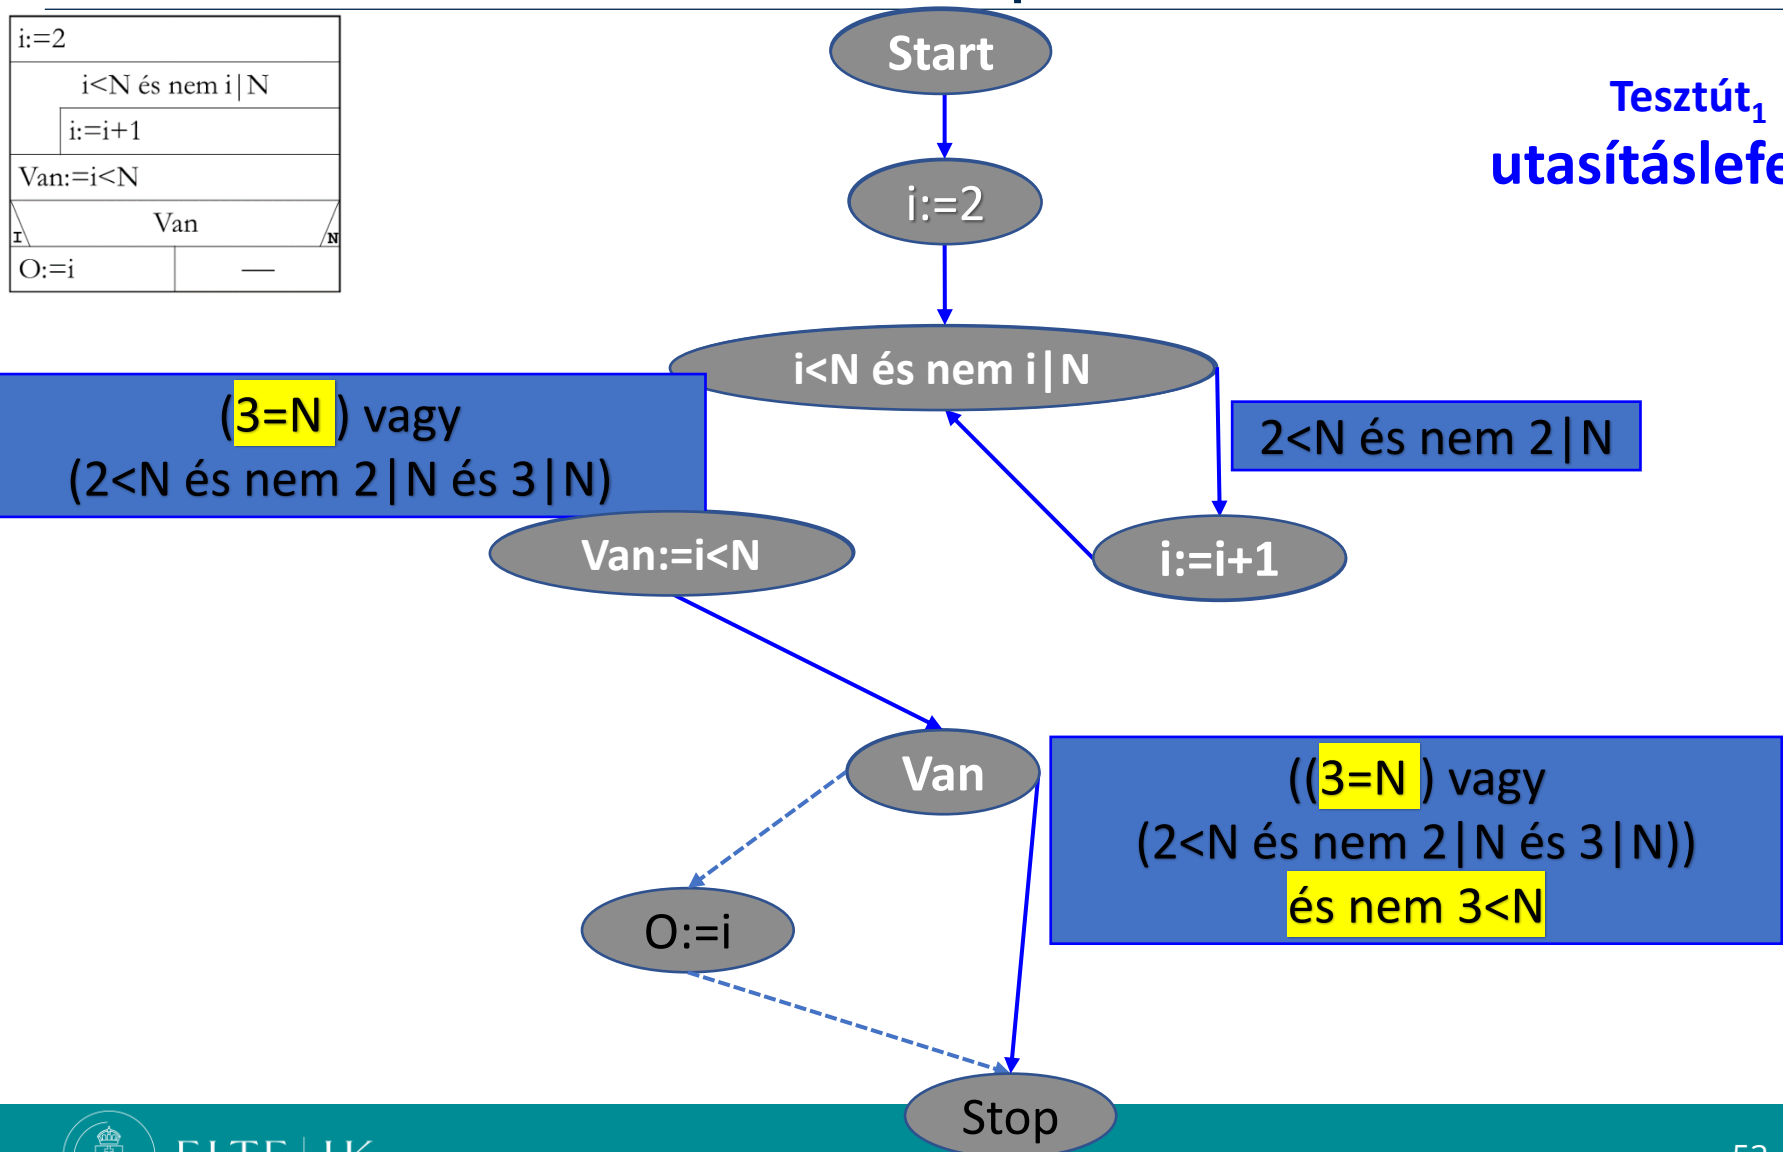 i:=2
i<N és nem i|N
i:=i+1
Van:=i<N
Van
I
N
O:=i
—
Start
Tesztút₁
i:=2
i<N és nem i|N
(3=N ) vagy
(2<N és nem 2|N és 3|N)
2<N és nem 2|N
Van:=i<N
i:=i+1
Van
((3=N ) vagy
(2<N és nem 2|N és 3|N))
és nem 3<N
O:=i
Stop